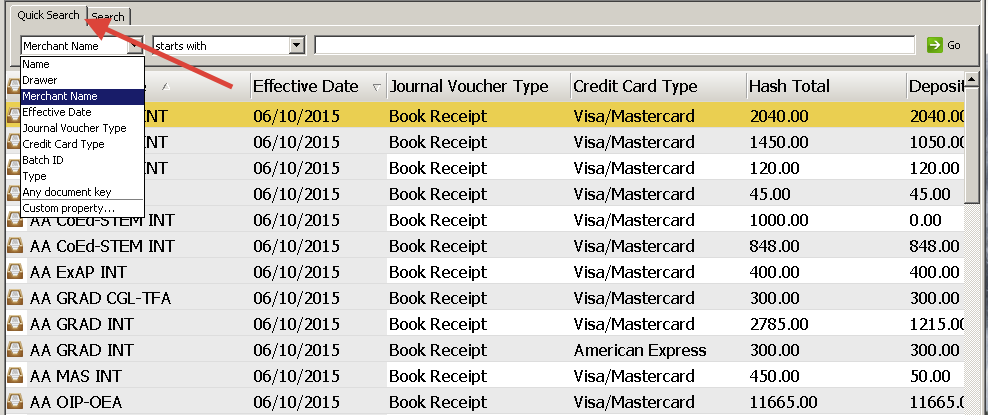 Quick Search Search
Merchant Name starts with Go
Name
Drawer
Merchant Name
Effective Date
Journal Voucher Type
Credit Card Type
Batch ID
Type
Any document key
Custom property...
Effective Date Journal Voucher Type Credit Card Type Hash Total Deposit
INT 06/10/2015 Book Receipt Visa/Mastercard 2040.00 2040.00
INT 06/10/2015 Book Receipt Visa/Mastercard 1450.00 1050.00
INT 06/10/2015 Book Receipt Visa/Mastercard 120.00 120.00
06/10/2015 Book Receipt Visa/Mastercard 45.00 45.00
AA CoEd-STEM INT 06/10/2015 Book Receipt Visa/Mastercard 1000.00 0.00
AA CoEd-STEM INT 06/10/2015 Book Receipt Visa/Mastercard 848.00 848.00
AA ExAP INT 06/10/2015 Book Receipt Visa/Mastercard 400.00 400.00
AA GRAD CGL-TFA 06/10/2015 Book Receipt Visa/Mastercard 300.00 300.00
AA GRAD INT 06/10/2015 Book Receipt Visa/Mastercard 2785.00 1215.00
AA GRAD INT 06/10/2015 Book Receipt American Express 300.00 300.00
AA MAS INT 06/10/2015 Book Receipt Visa/Mastercard 450.00 50.00
AA OIP-OEA 06/10/2015 Book Receipt Visa/Mastercard 11665.00 11665.0